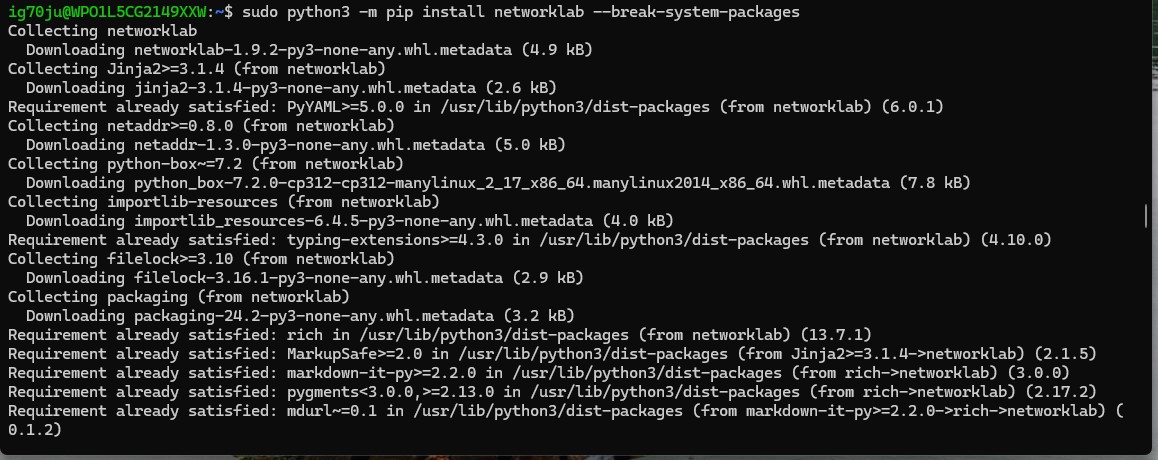 ig70ju@WPO1L5CG2149XXW:~$ sudo python3 -m pip install networklab --break-system-packages
Collecting networklab
  Downloading networklab-1.9.2-py3-none-any.whl.metadata (4.9 kB)
Collecting Jinja2>=3.1.4 (from networklab)
  Downloading jinja2-3.1.4-py3-none-any.whl.metadata (2.6 kB)
Requirement already satisfied: PyYAML>=5.0.0 in /usr/lib/python3/dist-packages (from networklab) (6.0.1)
Collecting netaddr>=0.8.0 (from networklab)
  Downloading netaddr-1.3.0-py3-none-any.whl.metadata (5.0 kB)
Collecting python-box~=7.2 (from networklab)
  Downloading python_box-7.2.0-cp312-cp312-manylinux_2_17_x86_64.manylinux2014_x86_64.whl.metadata (7.8 kB)
Collecting importlib-resources (from networklab)
  Downloading importlib_resources-6.4.5-py3-none-any.whl.metadata (4.0 kB)
Requirement already satisfied: typing-extensions>=4.3.0 in /usr/lib/python3/dist-packages (from networklab) (4.10.0)
Collecting filelock>=3.10 (from networklab)
  Downloading filelock-3.16.1-py3-none-any.whl.metadata (2.9 kB)
Collecting packaging (from networklab)
  Downloading packaging-24.2-py3-none-any.whl.metadata (3.2 kB)
Requirement already satisfied: rich in /usr/lib/python3/dist-packages (from networklab) (13.7.1)
Requirement already satisfied: MarkupSafe>=2.0 in /usr/lib/python3/dist-packages (from Jinja2>=3.1.4->networklab) (2.1.5)
Requirement already satisfied: markdown-it-py>=2.2.0 in /usr/lib/python3/dist-packages (from rich->networklab) (3.0.0)
Requirement already satisfied: pygments<3.0.0,>=2.13.0 in /usr/lib/python3/dist-packages (from rich->networklab) (2.17.2)
Requirement already satisfied: mdurl~=0.1 in /usr/lib/python3/dist-packages (from markdown-it-py>=2.2.0->rich->networklab) (
0.1.2)